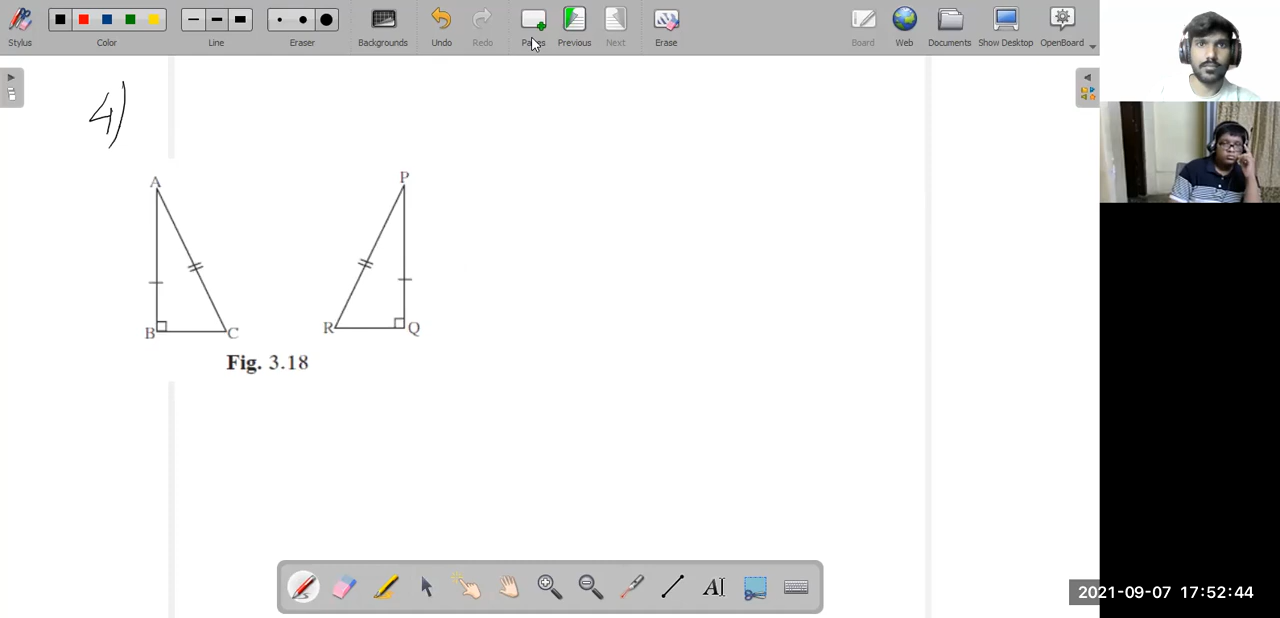 Stylus Color Line Eraser Backgrounds Undo Redo Pages Previous Next Erase Board Web Documents Show Desktop OpenBoard
4)
A P
B C R Q
Fig. 3.18
AI
2021-09-07 17:52:44